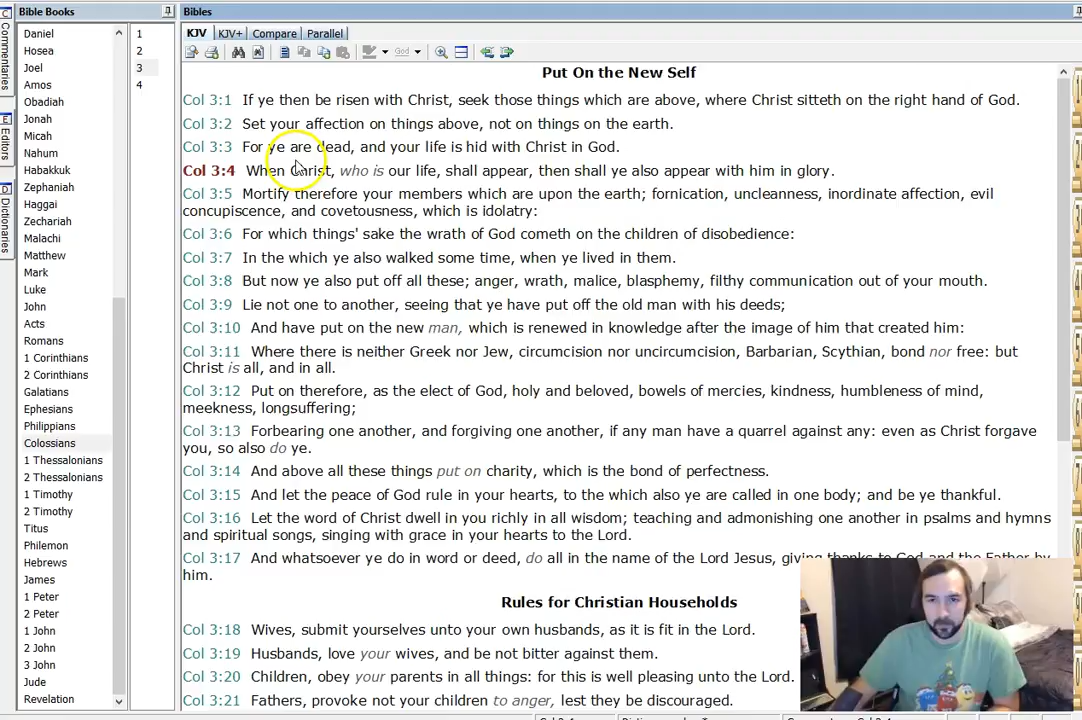 Bible Books
Bibles
Commentaries
Editors
Dictionaries
Daniel
Hosea
Joel
Amos
Obadiah
Jonah
Micah
Nahum
Habakkuk
Zephaniah
Haggai
Zechariah
Malachi
Matthew
Mark
Luke
John
Acts
Romans
1 Corinthians
2 Corinthians
Galatians
Ephesians
Philippians
Colossians
1 Thessalonians
2 Thessalonians
1 Timothy
2 Timothy
Titus
Philemon
Hebrews
James
1 Peter
2 Peter
1 John
2 John
3 John
Jude
Revelation
1
2
3
4
KJV KJV+ Compare Parallel
God
Put On the New Self
Col 3:1 If ye then be risen with Christ, seek those things which are above, where Christ sitteth on the right hand of God.
Col 3:2 Set your affection on things above, not on things on the earth.
Col 3:3 For ye are dead, and your life is hid with Christ in God.
Col 3:4 When Christ, who is our life, shall appear, then shall ye also appear with him in glory.
Col 3:5 Mortify therefore your members which are upon the earth; fornication, uncleanness, inordinate affection, evil
concupiscence, and covetousness, which is idolatry:
Col 3:6 For which things' sake the wrath of God cometh on the children of disobedience:
Col 3:7 In the which ye also walked some time, when ye lived in them.
Col 3:8 But now ye also put off all these; anger, wrath, malice, blasphemy, filthy communication out of your mouth.
Col 3:9 Lie not one to another, seeing that ye have put off the old man with his deeds;
Col 3:10 And have put on the new man, which is renewed in knowledge after the image of him that created him:
Col 3:11 Where there is neither Greek nor Jew, circumcision nor uncircumcision, Barbarian, Scythian, bond nor free: but
Christ is all, and in all.
Col 3:12 Put on therefore, as the elect of God, holy and beloved, bowels of mercies, kindness, humbleness of mind,
meekness, longsuffering;
Col 3:13 Forbearing one another, and forgiving one another, if any man have a quarrel against any: even as Christ forgave
you, so also do ye.
Col 3:14 And above all these things put on charity, which is the bond of perfectness.
Col 3:15 And let the peace of God rule in your hearts, to the which also ye are called in one body; and be ye thankful.
Col 3:16 Let the word of Christ dwell in you richly in all wisdom; teaching and admonishing one another in psalms and hymns
and spiritual songs, singing with grace in your hearts to the Lord.
Col 3:17 And whatsoever ye do in word or deed, do all in the name of the Lord Jesus, giving thanks to God and the Father by
him.
Rules for Christian Households
Col 3:18 Wives, submit yourselves unto your own husbands, as it is fit in the Lord.
Col 3:19 Husbands, love your wives, and be not bitter against them.
Col 3:20 Children, obey your parents in all things: for this is well pleasing unto the Lord.
Col 3:21 Fathers, provoke not your children to anger, lest they be discouraged.